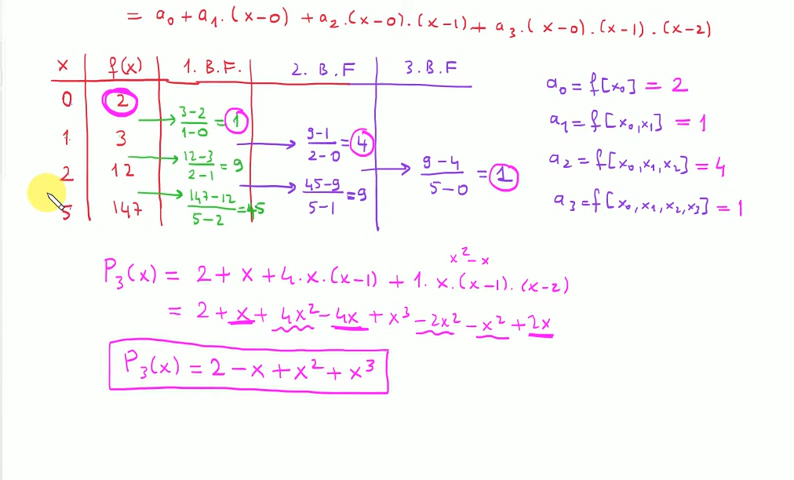 = a₀ + a₁.(x-0) + a₂.(x-0).(x-1) + a₃.(x-0).(x-1).(x-2)
x f(x) 1.B.F. 2.B.F 3.B.F
0 2
1 3
2 12
5 147
3-2/1-0 = 1
12-3/2-1 = 9
147-12/5-2 = 45
9-1/2-0 = 4
45-9/5-1 = 9
9-4/5-0 = 1
a₀ = f[x₀] = 2
a₁ = f[x₀,x₁] = 1
a₂ = f[x₀,x₁,x₂] = 4
a₃ = f[x₀,x₁,x₂,x₃] = 1
x²-x
P₃(x) = 2 + x + 4.x.(x-1) + 1.x.(x-1).(x-2)
= 2 + x + 4x² - 4x + x³ - 2x² - x² + 2x
P₃(x) = 2 - x + x² + x³